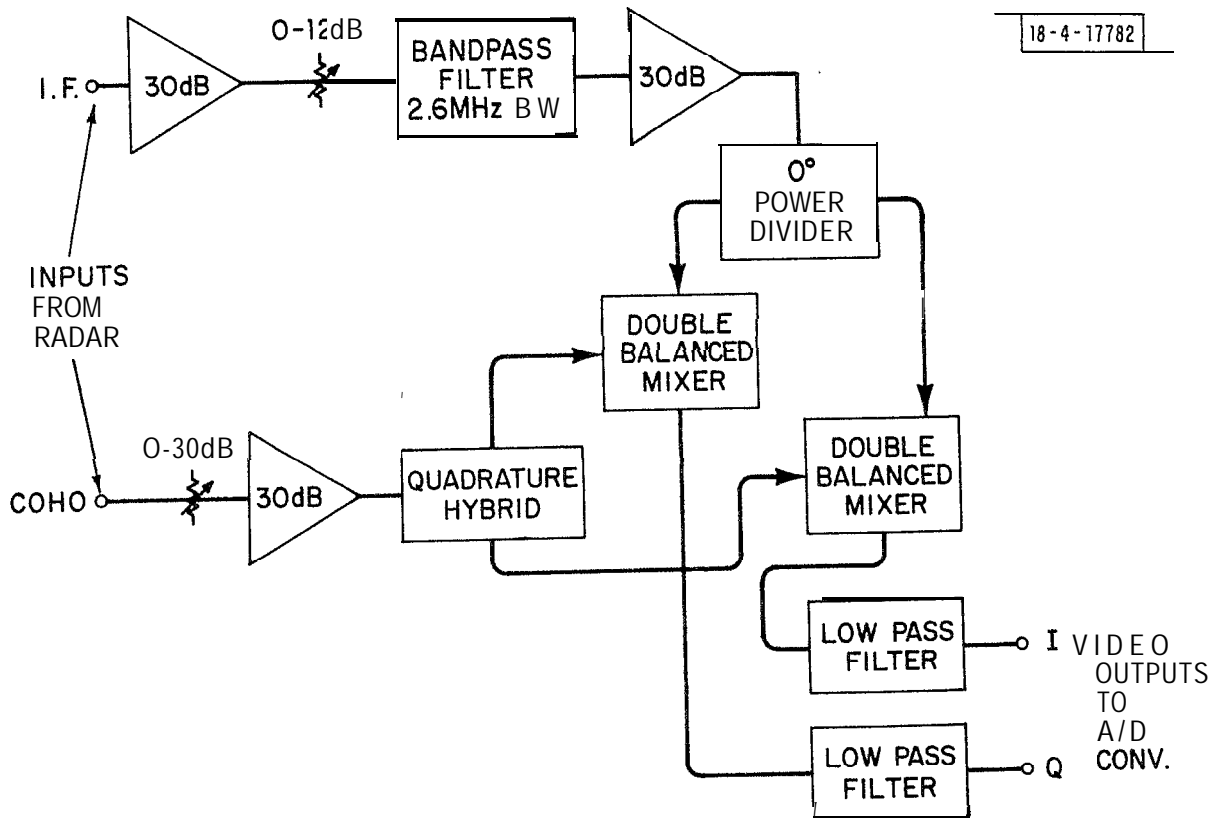 18-4-17782
0-12dB
I.F.
30dB
BANDPASS
FILTER
2.6MHz BW
30dB
0°
POWER
DIVIDER
INPUTS
FROM
RADAR
DOUBLE
BALANCED
MIXER
0-30dB
COHO
30dB
QUADRATURE
HYBRID
DOUBLE
BALANCED
MIXER
LOW PASS
FILTER
I VIDEO
OUTPUTS
TO
A/D
CONV.
LOW PASS
FILTER
Q